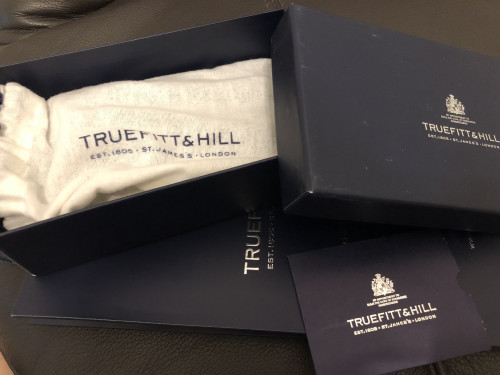 TRUEFITT&HILL
EST. 1805 • ST. JAMES'S • LONDON
TRUEFITT&HILL
EST. 1805 • ST. JAMES'S • LONDON
TRUEF
EST. 1805
TRUEFITT&HILL
EST. 1805 • ST. JAMES'S • LONDON